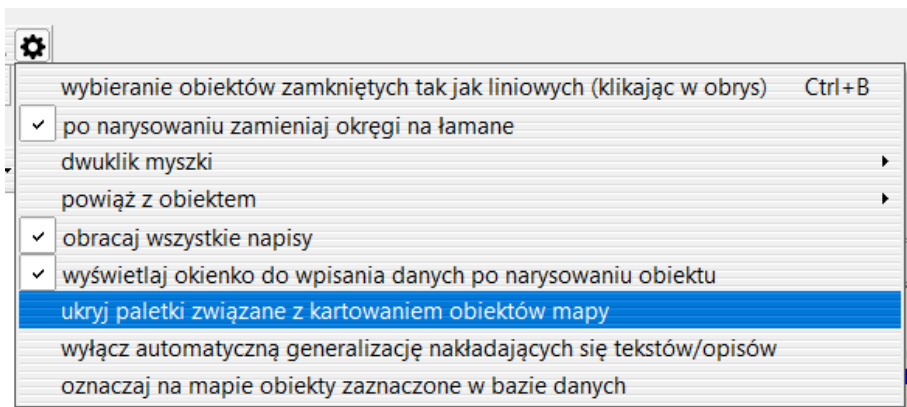 wybieranie obiektów zamkniętych tak jak liniowych (klikając w obrys) Ctrl+B
po narysowaniu zamieniaj okręgi na łamane
dwuklik myszki
powiąż z obiektem
obracaj wszystkie napisy
wyświetlaj okienko do wpisania danych po narysowaniu obiektu
ukryj paletki związane z kartowaniem obiektów mapy
wyłącz automatyczną generalizację nakładających się tekstów/opisów
oznaczaj na mapie obiekty zaznaczone w bazie danych